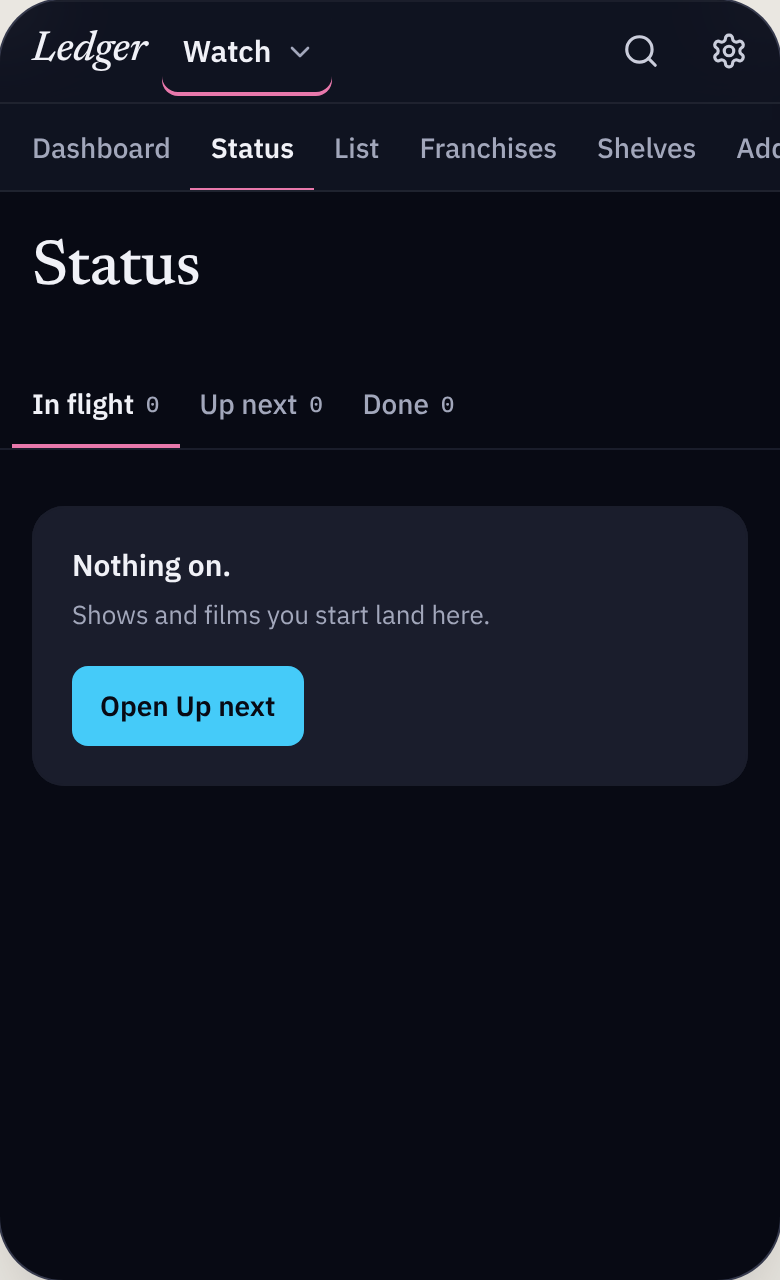 Ledger Watch
Dashboard Status List Franchises Shelves
Status
In flight 0 Up next 0 Done 0
Nothing on.
Shows and films you start land here.
Open Up next